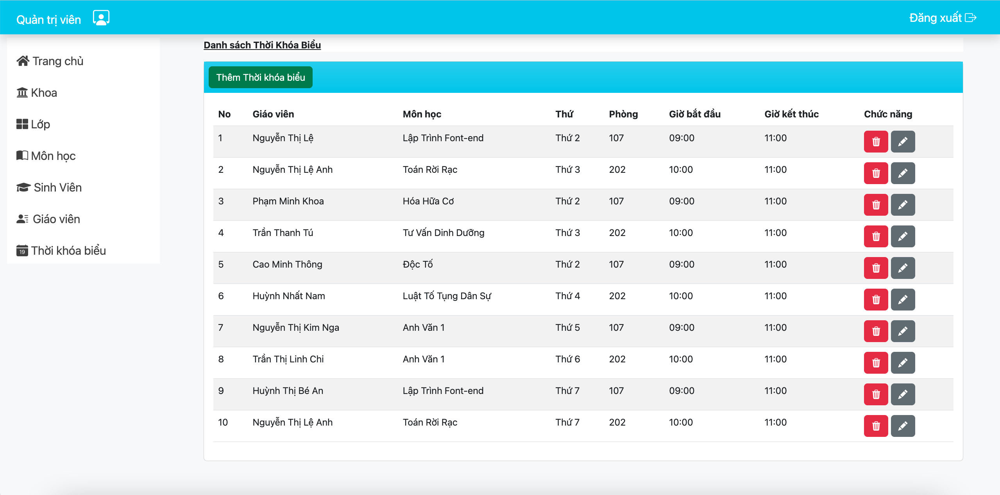 Quản trị viên
Đăng xuất
Trang chủ
Khoa
Lớp
Môn học
Sinh Viên
Giáo viên
19 Thời khóa biểu
Danh sách Thời Khóa Biểu
Thêm Thời khóa biểu
No Giáo viên Môn học Thứ Phòng Giờ bắt đầu Giờ kết thúc Chức năng
1 Nguyễn Thị Lệ Lập Trình Font-end Thứ 2 107 09:00 11:00
2 Nguyễn Thị Lệ Anh Toán Rời Rạc Thứ 3 202 10:00 11:00
3 Phạm Minh Khoa Hóa Hữa Cơ Thứ 2 107 09:00 11:00
4 Trần Thanh Tú Tư Vấn Dinh Dưỡng Thứ 3 202 10:00 11:00
5 Cao Minh Thông Độc Tố Thứ 2 107 09:00 11:00
6 Huỳnh Nhất Nam Luật Tố Tụng Dân Sự Thứ 4 202 10:00 11:00
7 Nguyễn Thị Kim Nga Anh Văn 1 Thứ 5 107 09:00 11:00
8 Trần Thị Linh Chi Anh Văn 1 Thứ 6 202 10:00 11:00
9 Huỳnh Thị Bé An Lập Trình Font-end Thứ 7 107 09:00 11:00
10 Nguyễn Thị Lệ Anh Toán Rời Rạc Thứ 7 202 10:00 11:00